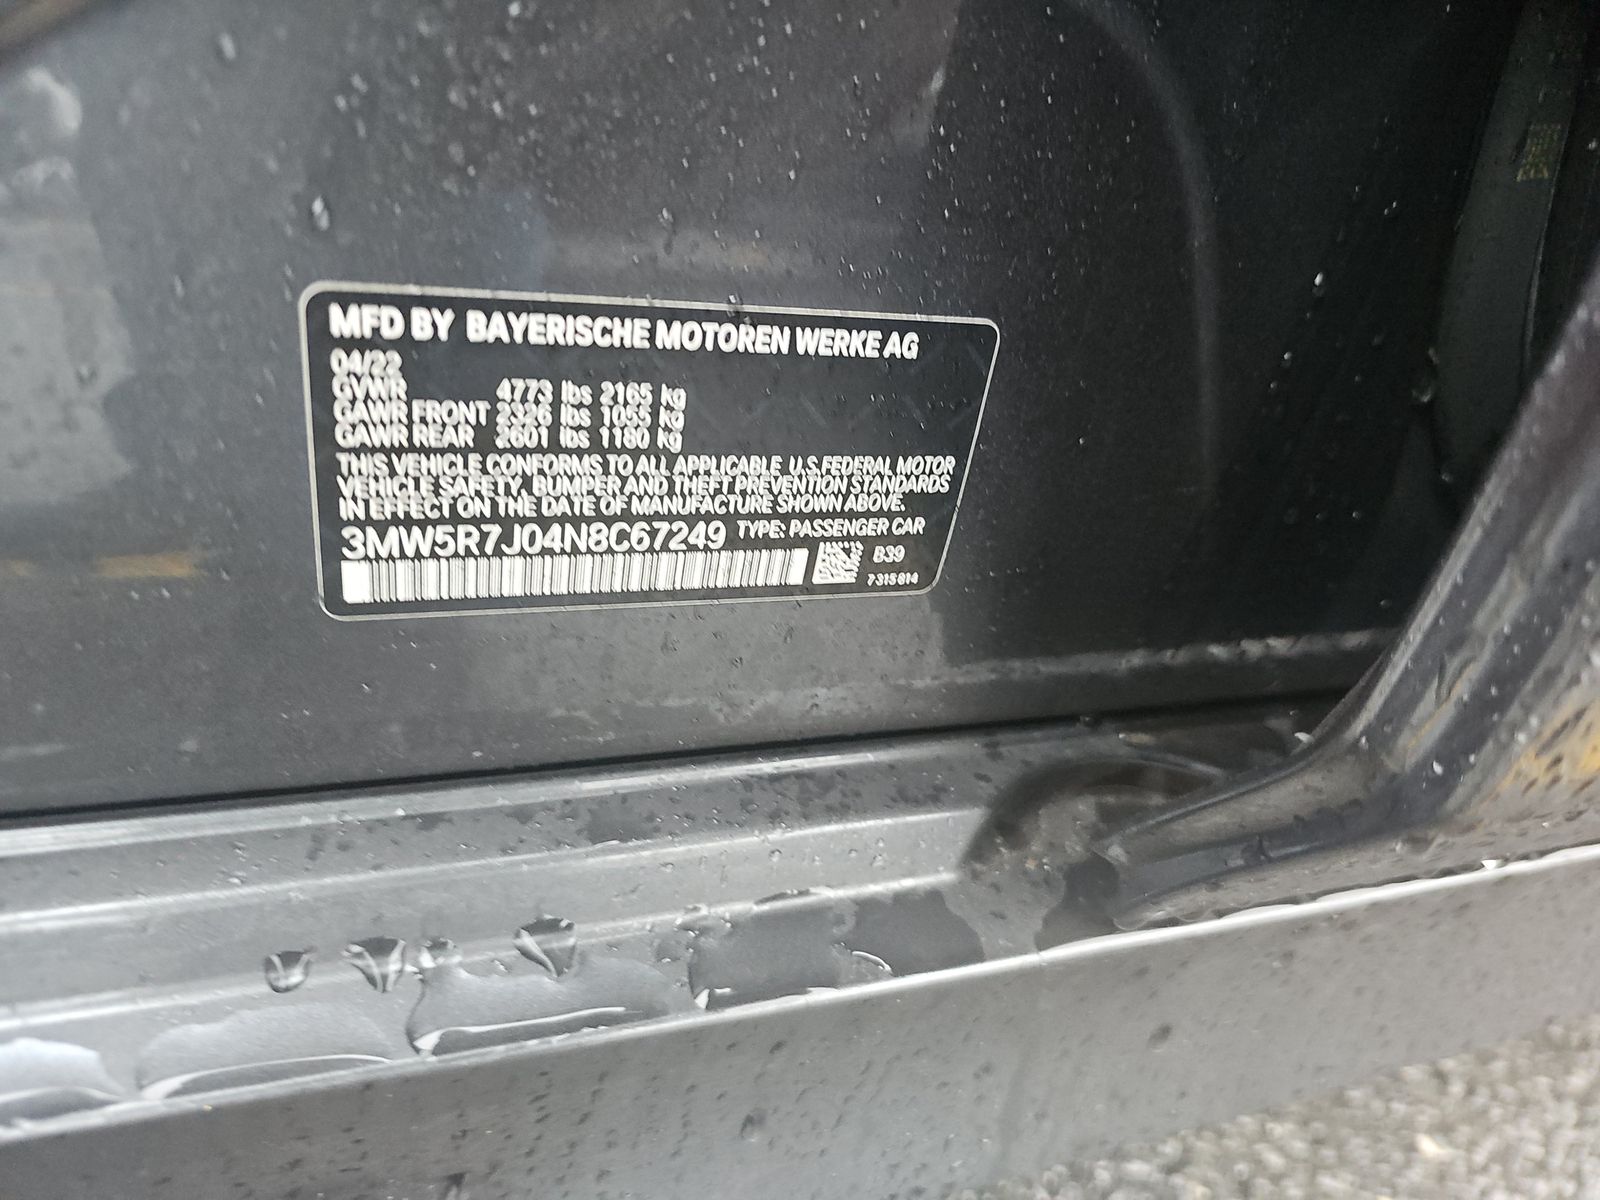 MFD BY BAYERISCHE MOTOREN WERKE AG
04/22
GVWR 4773 lbs 2165 kg
GAWR FRONT 2326 lbs 1055 kg
GAWR REAR 2601 lbs 1180 kg
THIS VEHICLE CONFORMS TO ALL APPLICABLE U.S. FEDERAL MOTOR
VEHICLE SAFETY, BUMPER AND THEFT PREVENTION STANDARDS
IN EFFECT ON THE DATE OF MANUFACTURE SHOWN ABOVE.
3MW5R7J04N8C67249 TYPE: PASSENGER CAR
B39
7315614